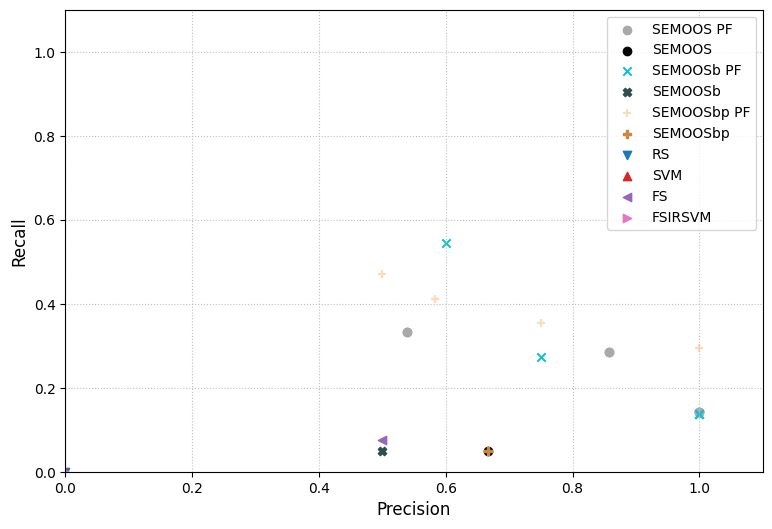 1.0
0.8
0.6
0.4
0.2
0.0
Recall
0.0 0.2 0.4 0.6 0.8 1.0
Precision
SEMOOS PF
SEMOOS
SEMOOSb PF
SEMOOSb
SEMOOSbp PF
SEMOOSbp
RS
SVM
FS
FSIRSVM